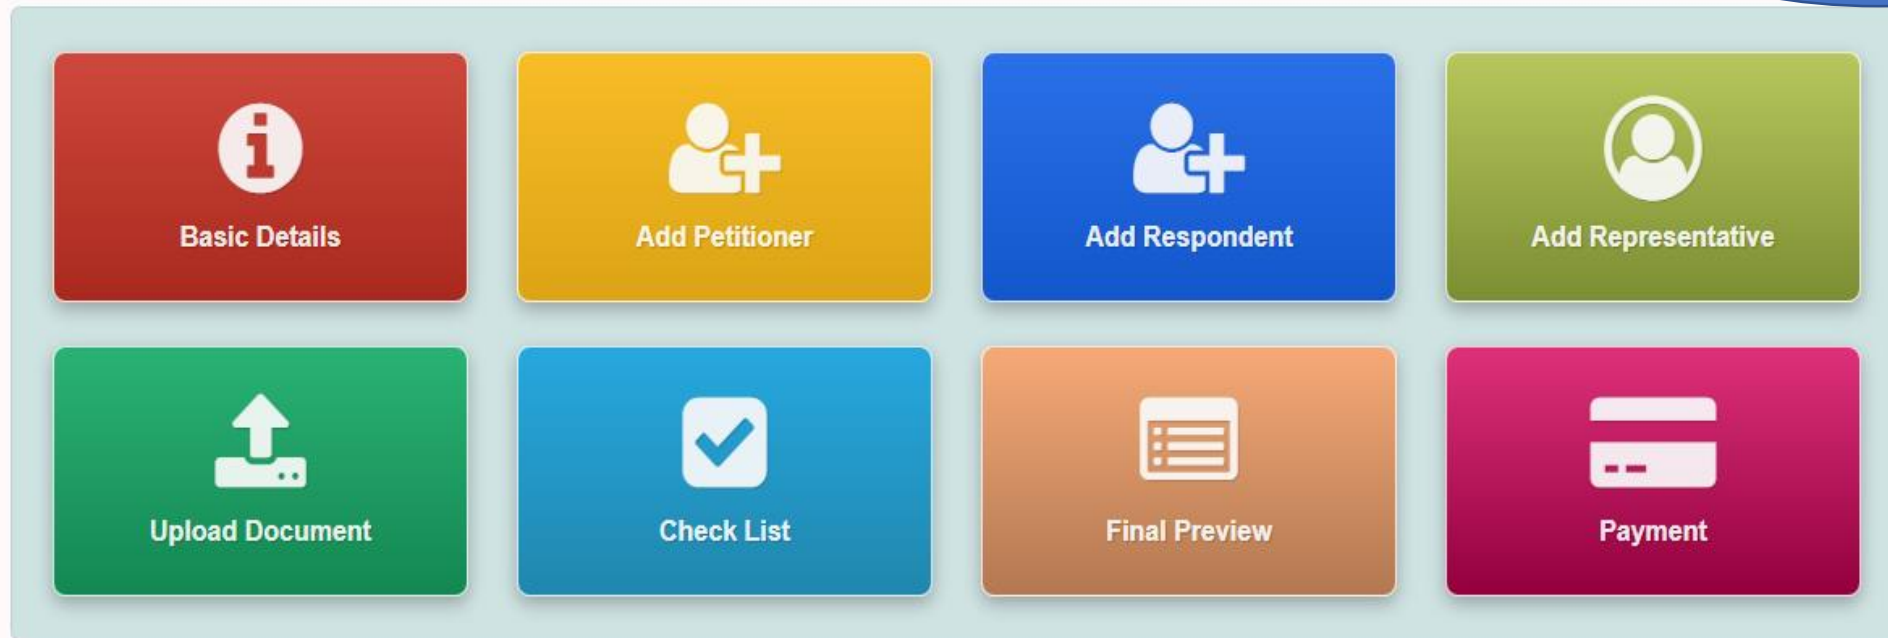 Basic Details
Add Petitioner
Add Respondent
Add Representative
Upload Document
Check List
Final Preview
Payment